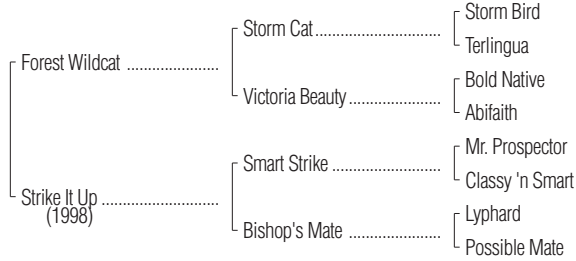 Storm Bird
Storm Cat
Terlingua
Forest Wildcat
Bold Native
Victoria Beauty
Abifaith
Mr. Prospector
Smart Strike
Classy 'n Smart
Strike It Up
(1998)
Lyphard
Bishop's Mate
Possible Mate